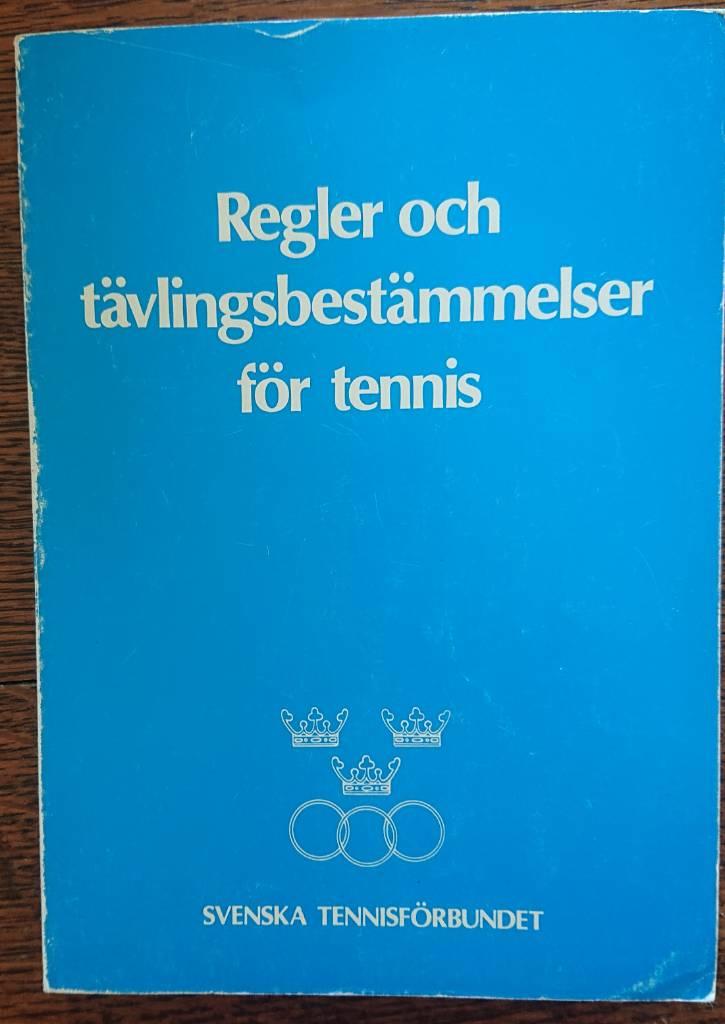 Regler och
tävlingsbestämmelser
för tennis
SVENSKA TENNISFÖRBUNDET